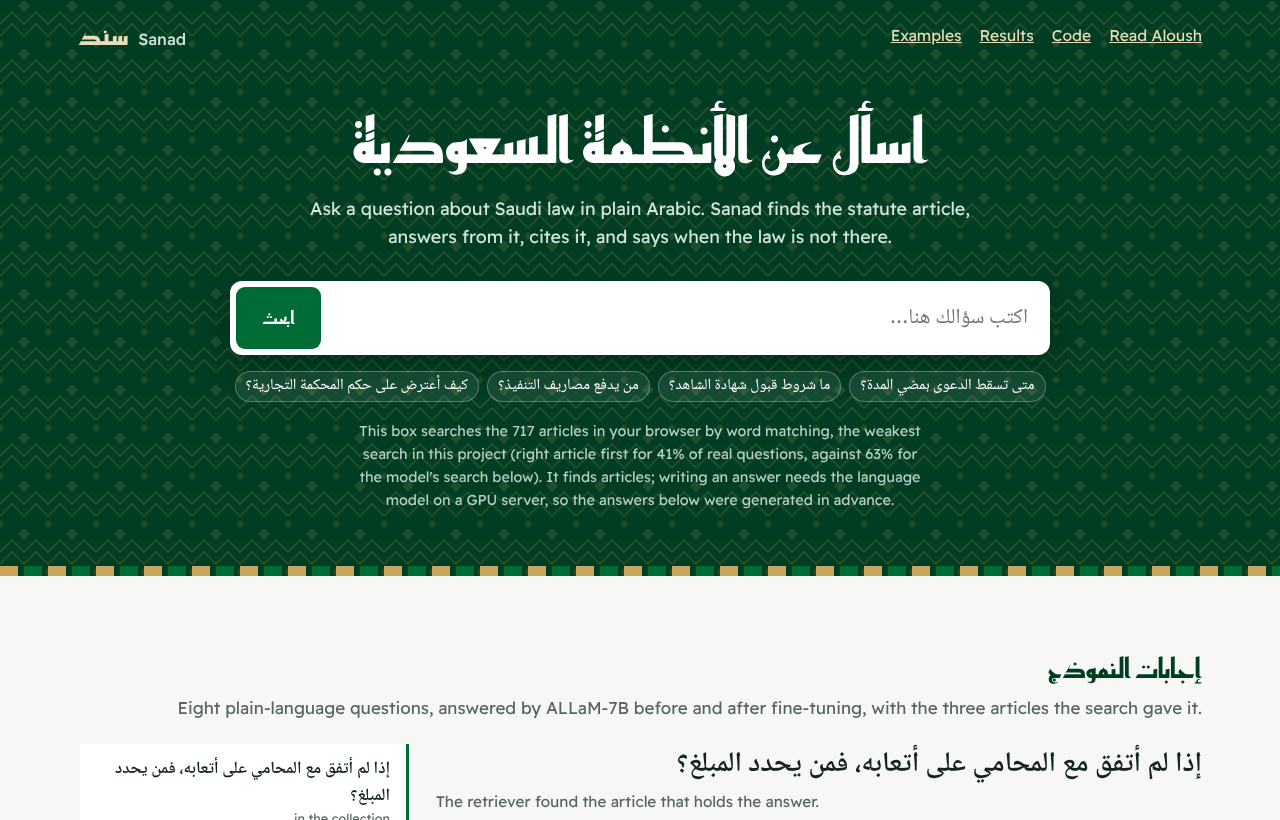 سند Sanad
Examples Results Code Read Aloush
اسأل عن الأنظمة السعودية
Ask a question about Saudi law in plain Arabic. Sanad finds the statute article,
answers from it, cites it, and says when the law is not there.
اكتب سؤالك هنا...
ابحث
متى تسقط الدعوى بمضي المدة؟
ما شروط قبول شهادة الشاهد؟
من يدفع مصاريف التنفيذ؟
كيف أعترض على حكم المحكمة التجارية؟
This box searches the 717 articles in your browser by word matching, the weakest
search in this project (right article first for 41% of real questions, against 63% for
the model's search below). It finds articles; writing an answer needs the language
model on a GPU server, so the answers below were generated in advance.
إجابات النموذج
Eight plain-language questions, answered by ALLaM-7B before and after fine-tuning, with the three articles the search gave it.
إذا لم أتفق مع المحامي على أتعابه، فمن يحدد المبلغ؟
The retriever found the article that holds the answer.
إذا لم أتفق مع المحامي على أتعابه، فمن يحدد
المبلغ؟
in the collection